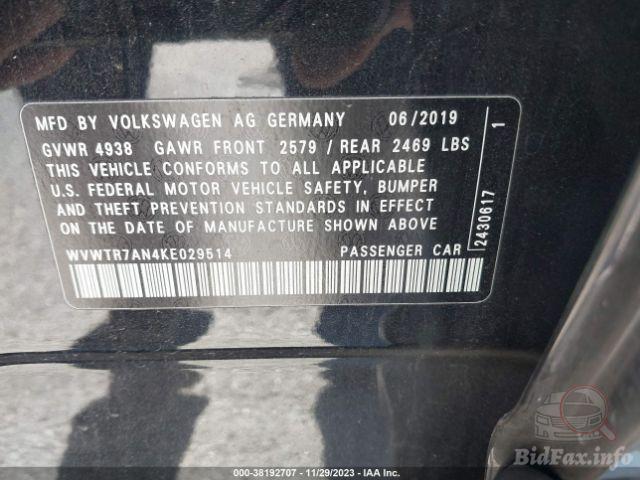 MFD BY VOLKSWAGEN AG GERMANY 06/2019
GVWR 4938 GAWR FRONT 2579 / REAR 2469 LBS
THIS VEHICLE CONFORMS TO ALL APPLICABLE
U.S. FEDERAL MOTOR VEHICLE SAFETY, BUMPER
AND THEFT PREVENTION STANDARDS IN EFFECT
ON THE DATE OF MANUFACTURE SHOWN ABOVE
WVWTR7AN4KE029514 PASSENGER CAR
2430617 1
BidFax.info
000-38192707 - 11/29/2023 - IAA Inc.